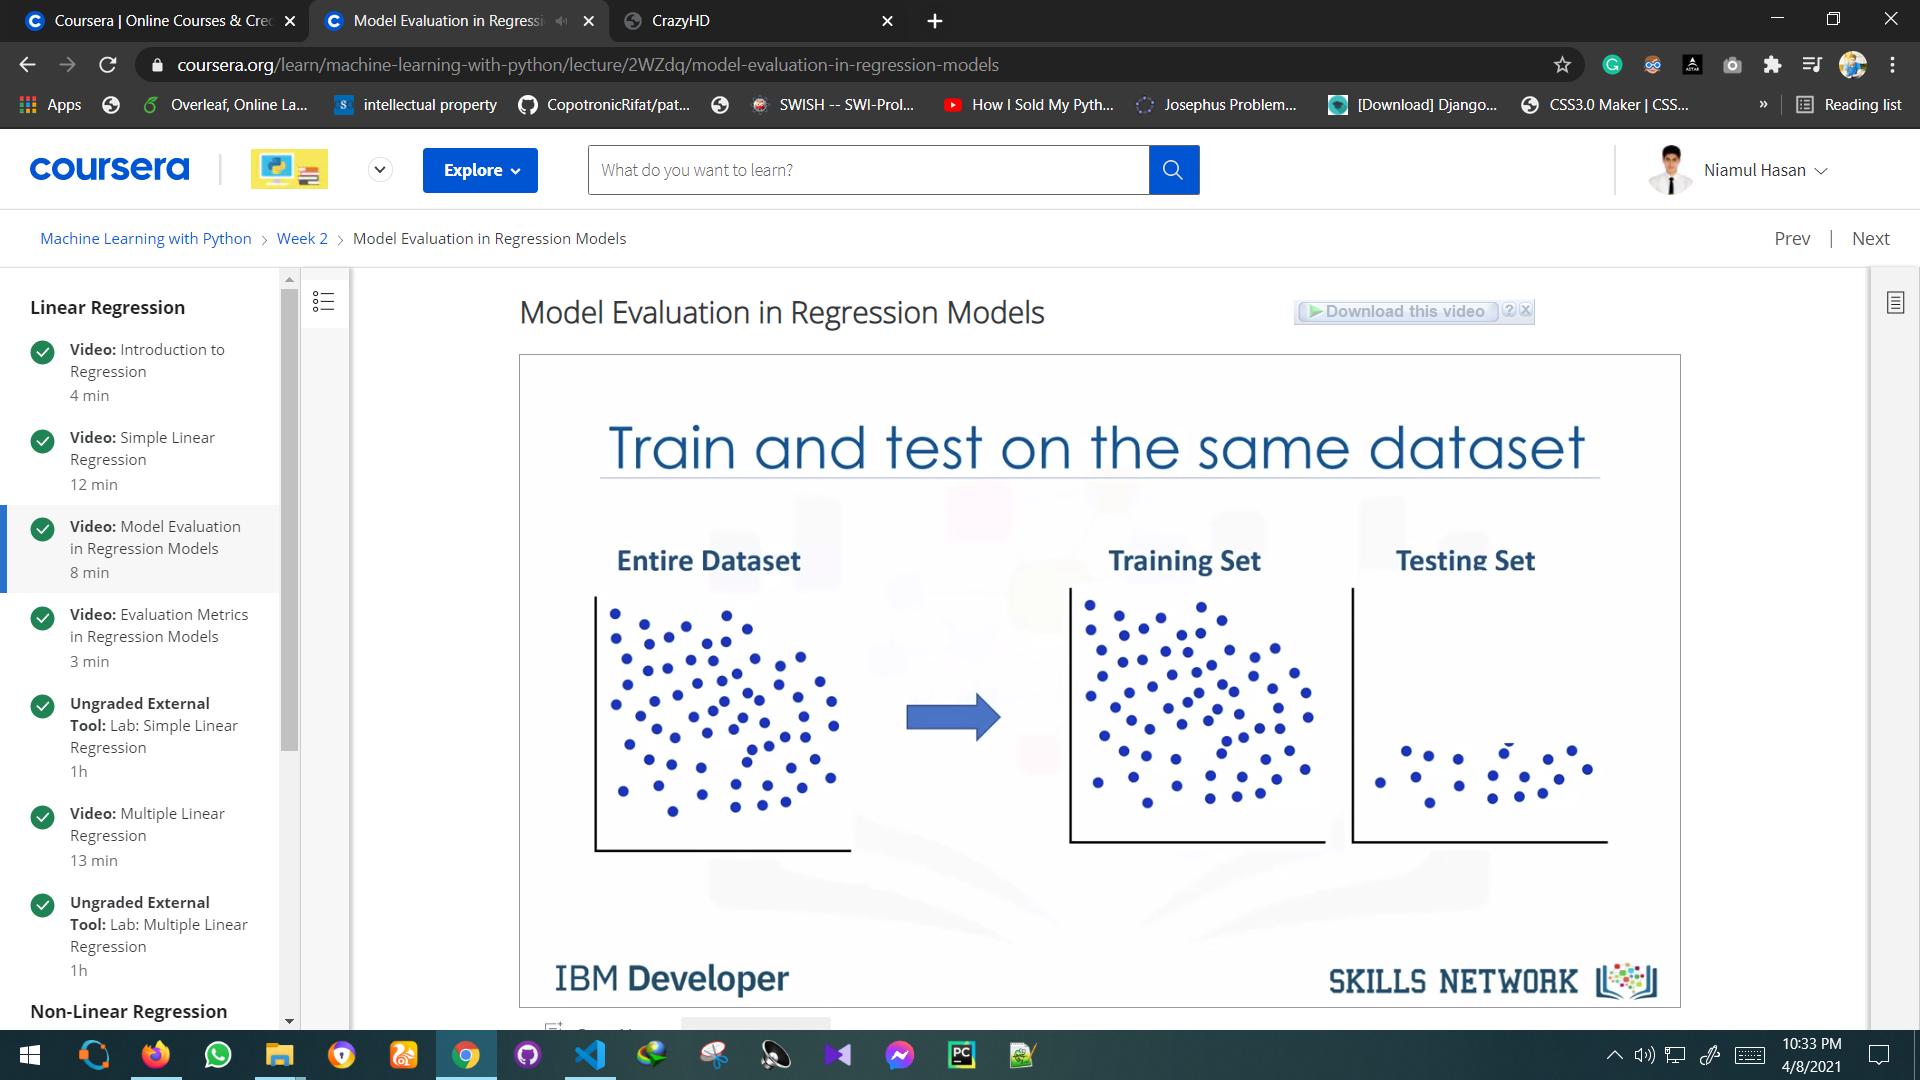 Coursera | Online Courses & Cre
Model Evaluation in Regressi
CrazyHD
coursera.org/learn/machine-learning-with-python/lecture/2WZdq/model-evaluation-in-regression-models
Apps
Overleaf, Online La...
intellectual property
CopotronicRifat/pat...
SWISH -- SWI-Prol...
How I Sold My Pyth...
Josephus Problem...
[Download] Django...
CSS3.0 Maker | CSS...
»
Reading list
coursera
Explore
What do you want to learn?
Niamul Hasan
Machine Learning with Python > Week 2 > Model Evaluation in Regression Models
Prev | Next
Linear Regression
Video: Introduction to
Regression
4 min
Video: Simple Linear
Regression
12 min
Video: Model Evaluation
in Regression Models
8 min
Video: Evaluation Metrics
in Regression Models
3 min
Ungraded External
Tool: Lab: Simple Linear
Regression
1h
Video: Multiple Linear
Regression
13 min
Ungraded External
Tool: Lab: Multiple Linear
Regression
1h
Non-Linear Regression
Model Evaluation in Regression Models
Download this video ? X
Train and test on the same dataset
Entire Dataset
Training Set
Testing Set
IBM Developer
SKILLS NETWORK
10:33 PM
4/8/2021